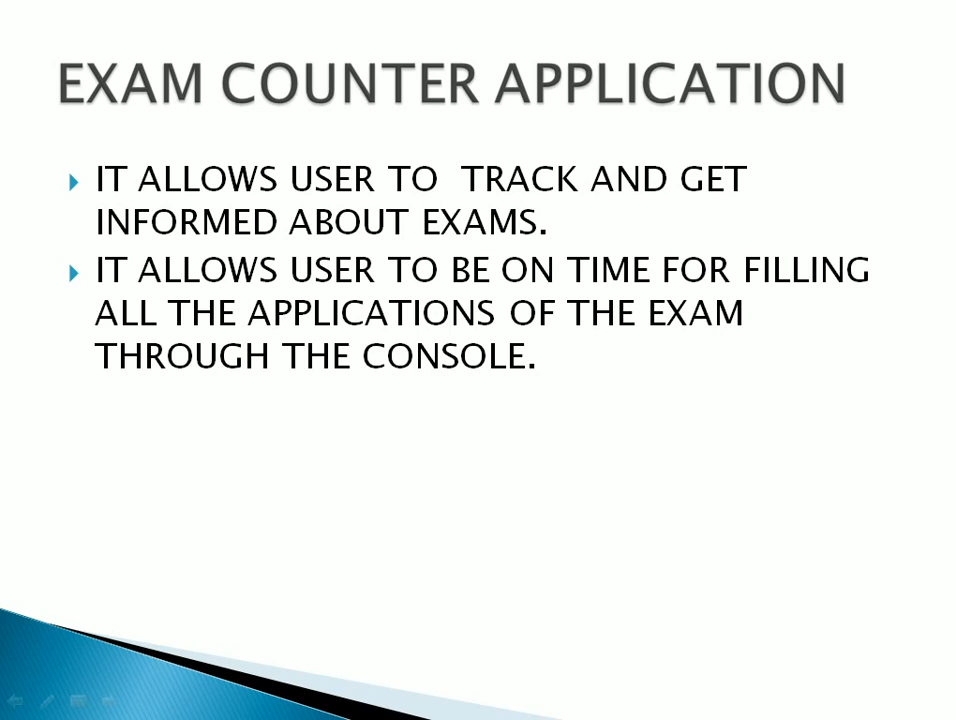 EXAM COUNTER APPLICATION
IT ALLOWS USER TO  TRACK AND GET
INFORMED ABOUT EXAMS.
IT ALLOWS USER TO BE ON TIME FOR FILLING
ALL THE APPLICATIONS OF THE EXAM
THROUGH THE CONSOLE.